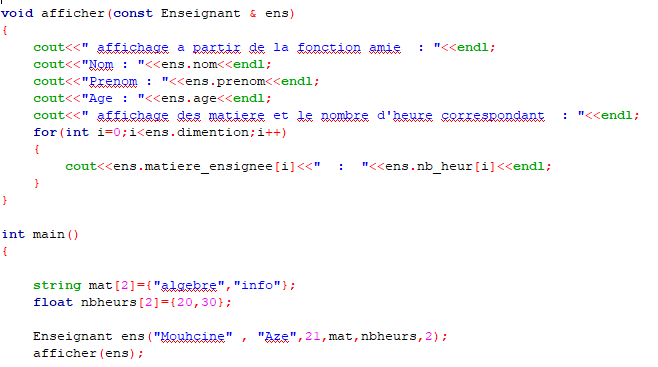 void afficher(const Enseignant & ens)
{
    cout<<" affichage a partir de la fonction amie  : "<<endl;
    cout<<"Nom : "<<ens.nom<<endl;
    cout<<"Prenom : "<<ens.prenom<<endl;
    cout<<"Age : "<<ens.age<<endl;
    cout<<" affichage des matiere et le nombre d'heure correspondant  : "<<endl;
    for(int i=0;i<ens.dimention;i++)
    {
        cout<<ens.matiere_ensignee[i]<<"  :  "<<ens.nb_heur[i]<<endl;
    }
}
int main()
{
    string mat[2]={"algebre","info"};
    float nbheurs[2]={20,30};
    Enseignant ens("Mouhcine" , "Aze",21,mat,nbheurs,2);
    afficher(ens);